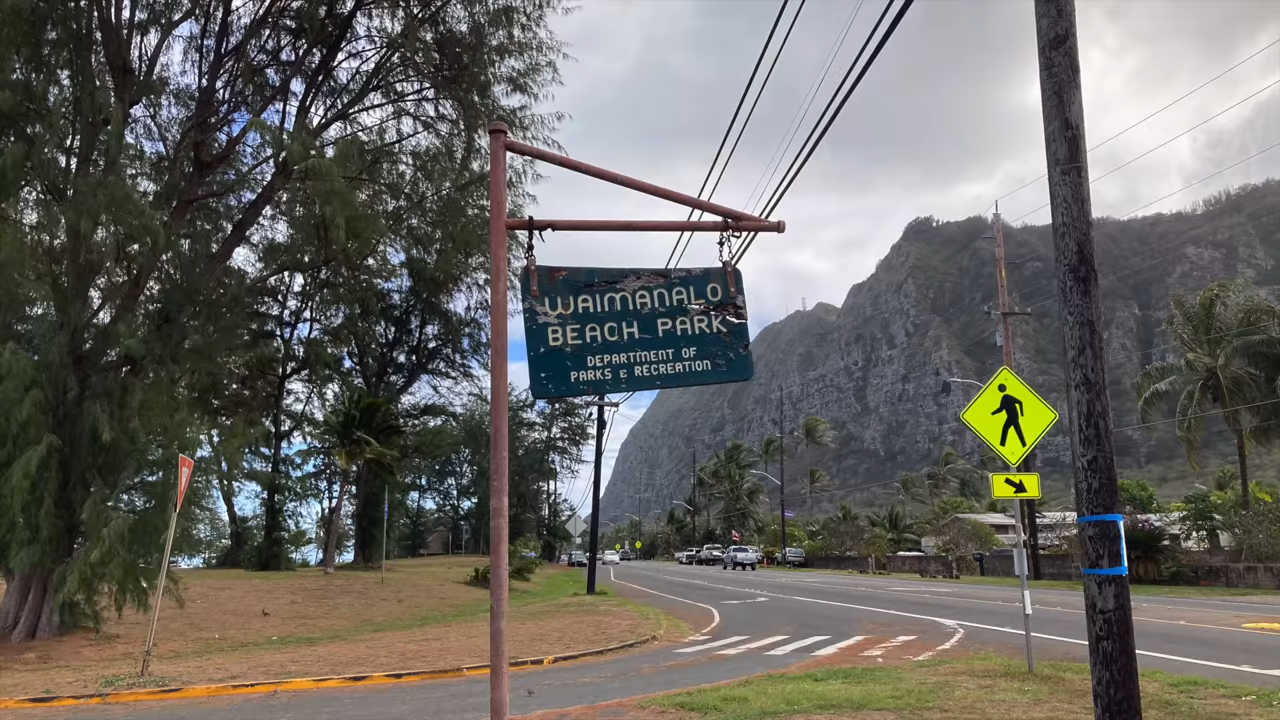 WAIMANALO
BEACH PARK
DEPARTMENT OF
PARKS & RECREATION